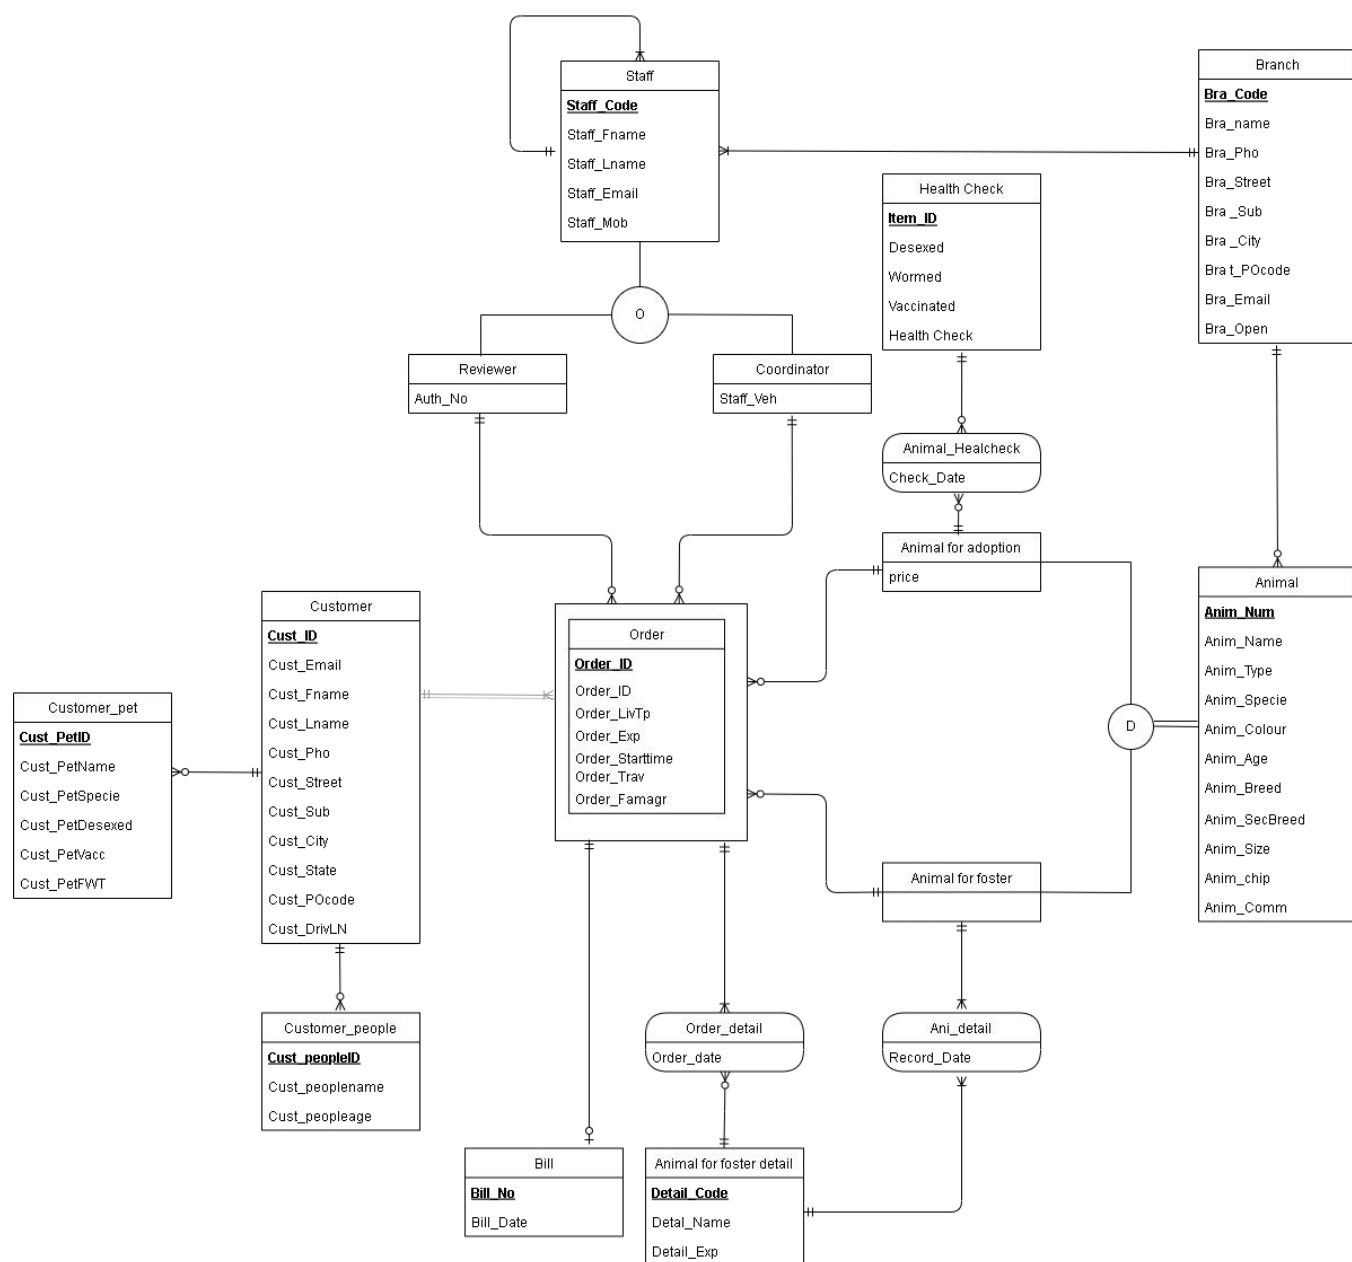 Staff
Staff_Code
Staff_Fname
Staff_Lname
Staff_Email
Staff_Mob
Branch
Bra_Code
Bra_name
Bra_Pho
Bra_Street
Bra _Sub
Bra _City
Bra t_POcode
Bra_Email
Bra_Open
Health Check
Item_ID
Desexed
Wormed
Vaccinated
Health Check
O
Reviewer
Auth_No
Coordinator
Staff_Veh
Animal_Healcheck
Check_Date
Animal for adoption
price
Animal
Anim_Num
Anim_Name
Anim_Type
Anim_Specie
Anim_Colour
Anim_Age
Anim_Breed
Anim_SecBreed
Anim_Size
Anim_chip
Anim_Comm
D
Customer
Cust_ID
Cust_Email
Cust_Fname
Cust_Lname
Cust_Pho
Cust_Street
Cust_Sub
Cust_City
Cust_State
Cust_POcode
Cust_DrivLN
Order
Order_ID
Order_ID
Order_LivTp
Order_Exp
Order_Starttime
Order_Trav
Order_Famagr
Customer_pet
Cust_PetID
Cust_PetName
Cust_PetSpecie
Cust_PetDesexed
Cust_PetVacc
Cust_PetFWT
Animal for foster
Customer_people
Cust_peopleID
Cust_peoplename
Cust_peopleage
Order_detail
Order_date
Ani_detail
Record_Date
Bill
Bill_No
Bill_Date
Animal for foster detail
Detail_Code
Detal_Name
Detail_Exp